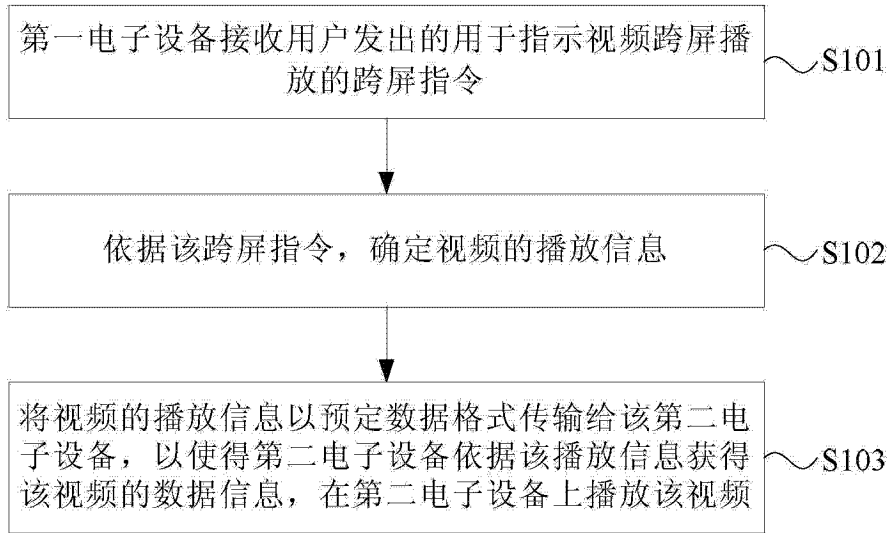 第一电子设备接收用户发出的用于指示视频跨屏播
放的跨屏指令
S101
依据该跨屏指令，确定视频的播放信息
S102
将视频的播放信息以预定数据格式传输给该第二电
子设备，以使得第二电子设备依据该播放信息获得
该视频的数据信息，在第二电子设备上播放该视频
S103